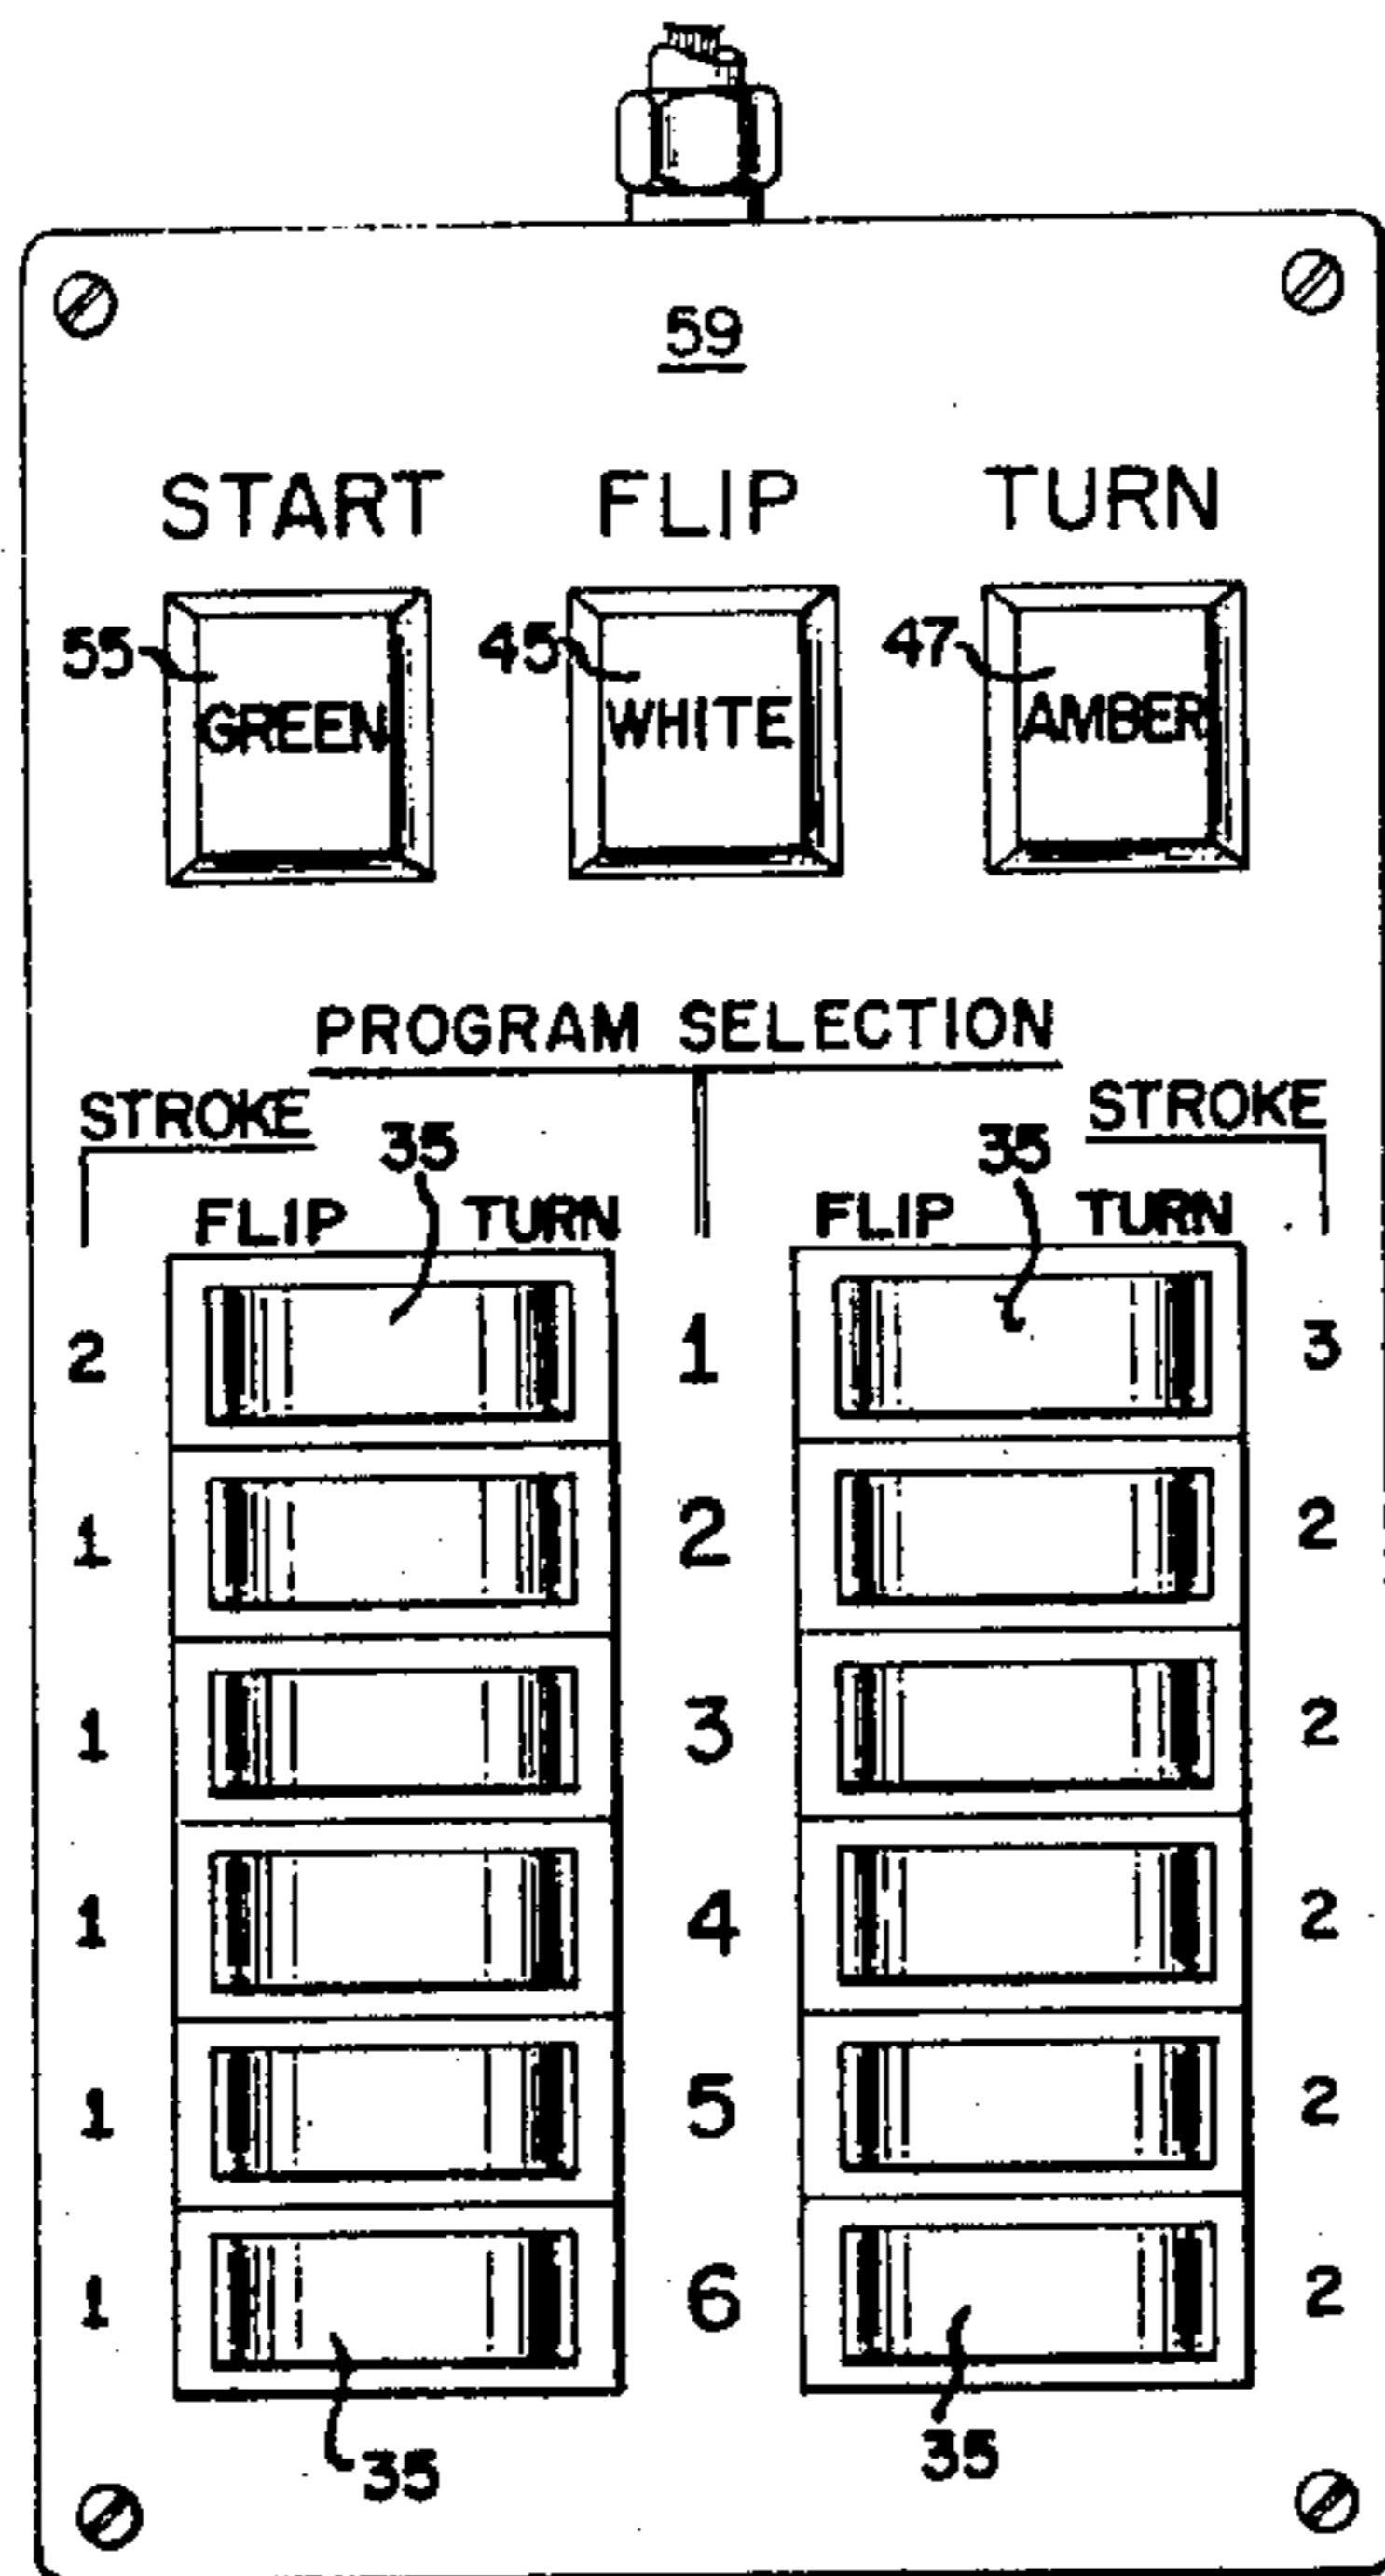 59
START FLIP TURN
55 45 47
GREEN WHITE AMBER
PROGRAM SELECTION
STROKE STROKE
35 35
FLIP TURN FLIP TURN
2 1 3
1 2 2
1 3 2
1 4 2
1 5 2
1 6 2
35 35